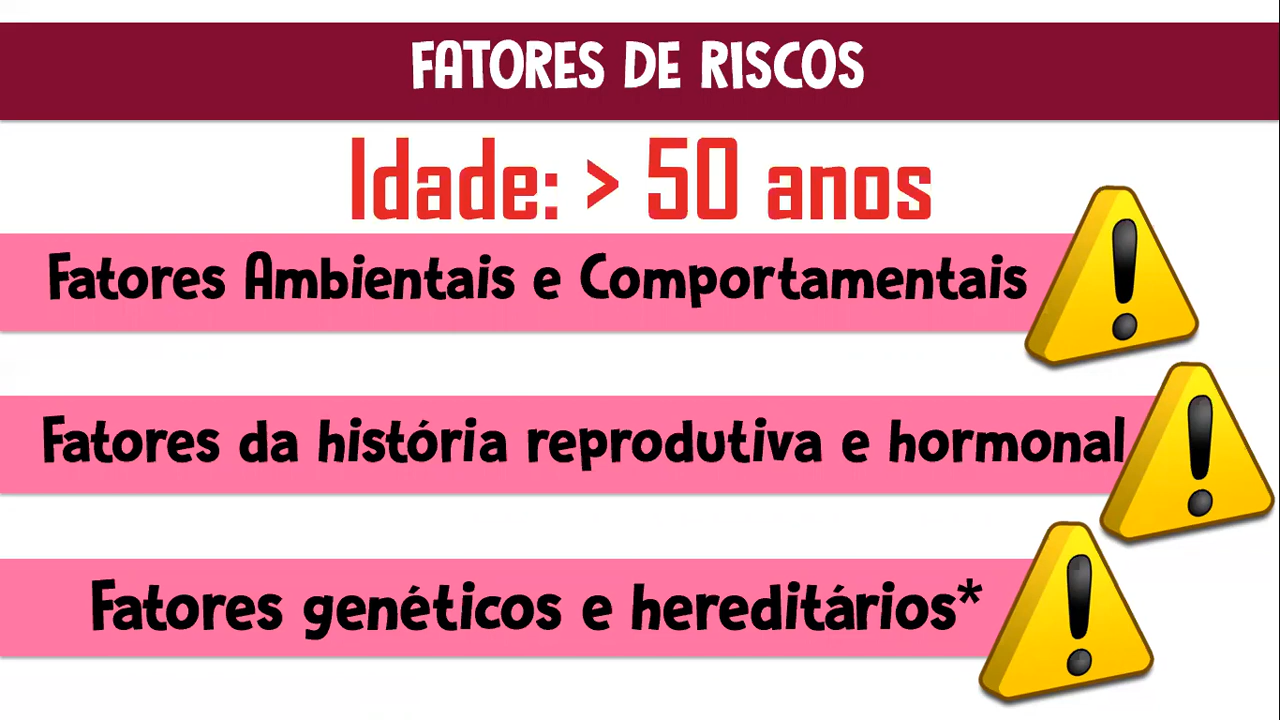 FATORES DE RISCOS
Idade: > 50 anos
Fatores Ambientais e Comportamentais
Fatores da história reprodutiva e hormonal
Fatores genéticos e hereditários*